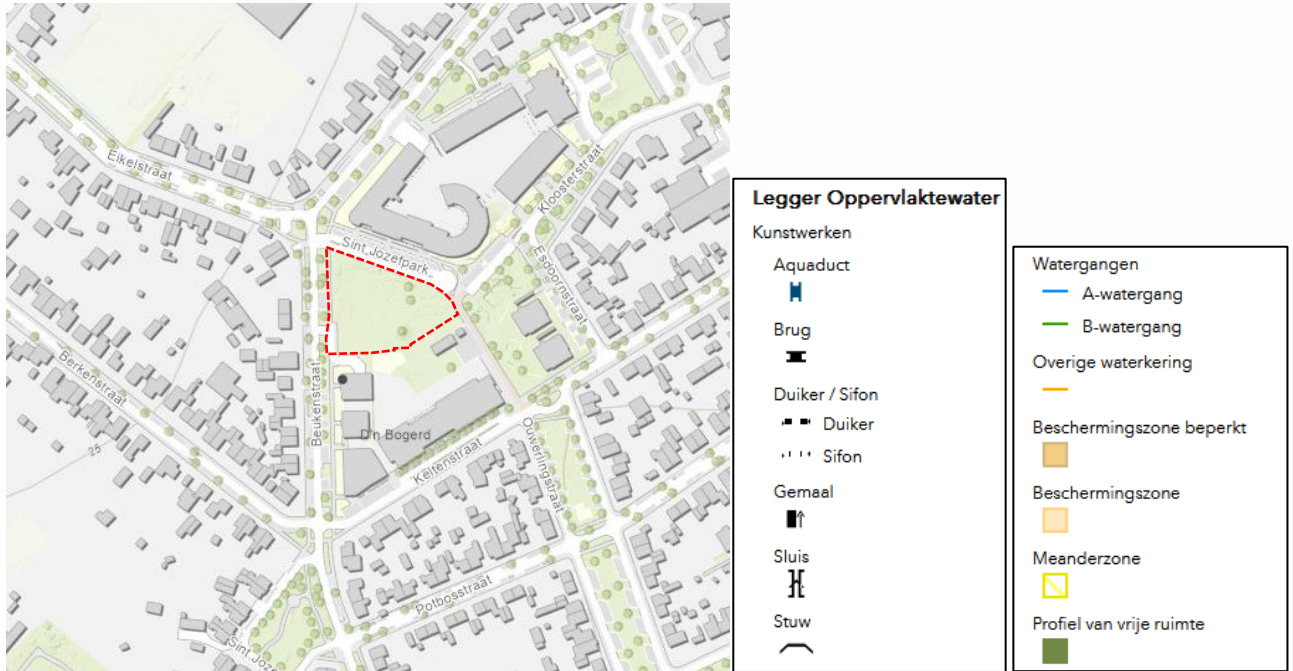 Eikelstraat
Kloosterstraat
Sint Jozefpark
Esdoornstraat
Berkenstraat
Beukenstraat
D'n Bogerd
Ouwerlingstraat
Keltenstraat
25
Potbosstraat
Sint Joze
Legger Oppervlaktewater
Kunstwerken
Aquaduct
Brug
Duiker / Sifon
Duiker
Sifon
Gemaal
Sluis
Stuw
Watergangen
A-watergang
B-watergang
Overige waterkering
Beschermingszone beperkt
Beschermingszone
Meanderzone
Profiel van vrije ruimte